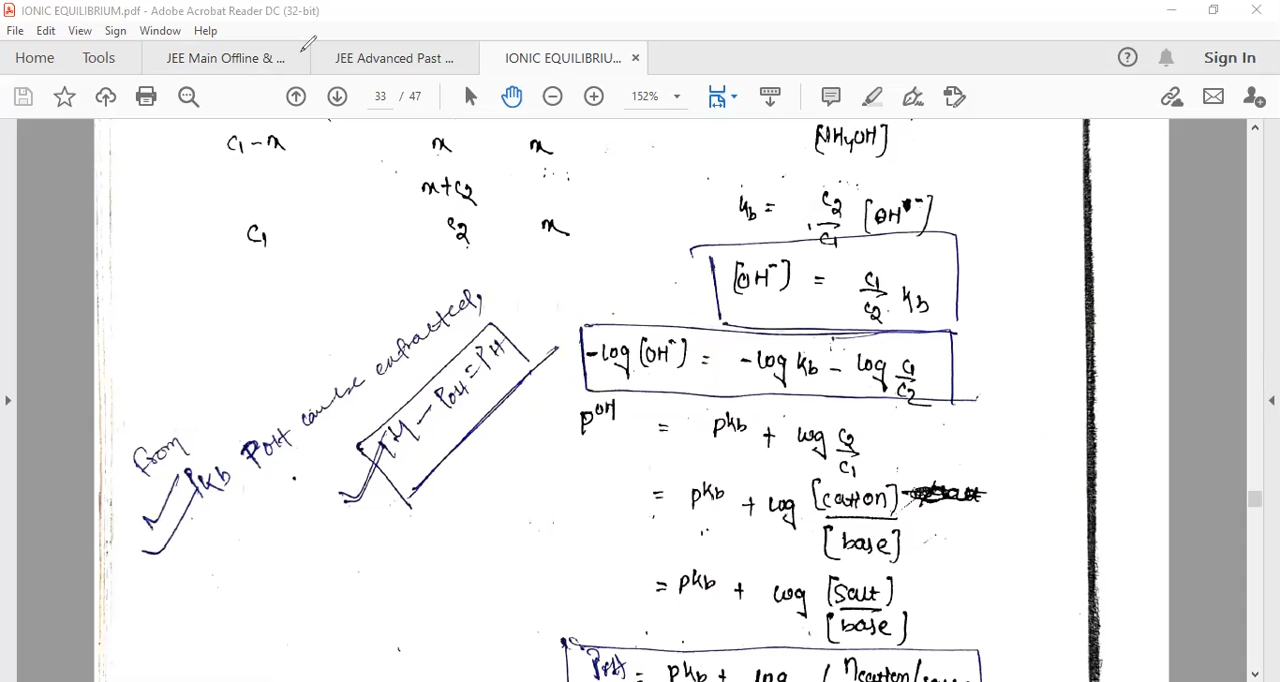 IONIC EQUILIBRIUM.pdf - Adobe Acrobat Reader DC (32-bit)
File Edit View Sign Window Help
Home Tools JEE Main Offline & ... JEE Advanced Past ... IONIC EQUILIBRIU... × Sign In
33 / 47 152%
C1 - x x x [NH4OH]
x+C2
C1 C2 x
kb = C2/C1 [OH-]
[OH-] = C1/C2 kb
-log [OH-] = -log kb - log C1/C2
pOH = pkb + log C2/C1
= pkb + log [cation]/[base]
= pkb + log [Salt]/[base]
POH = pkb + log
From
Pkb POH can be extracted,
14 - POH = PH